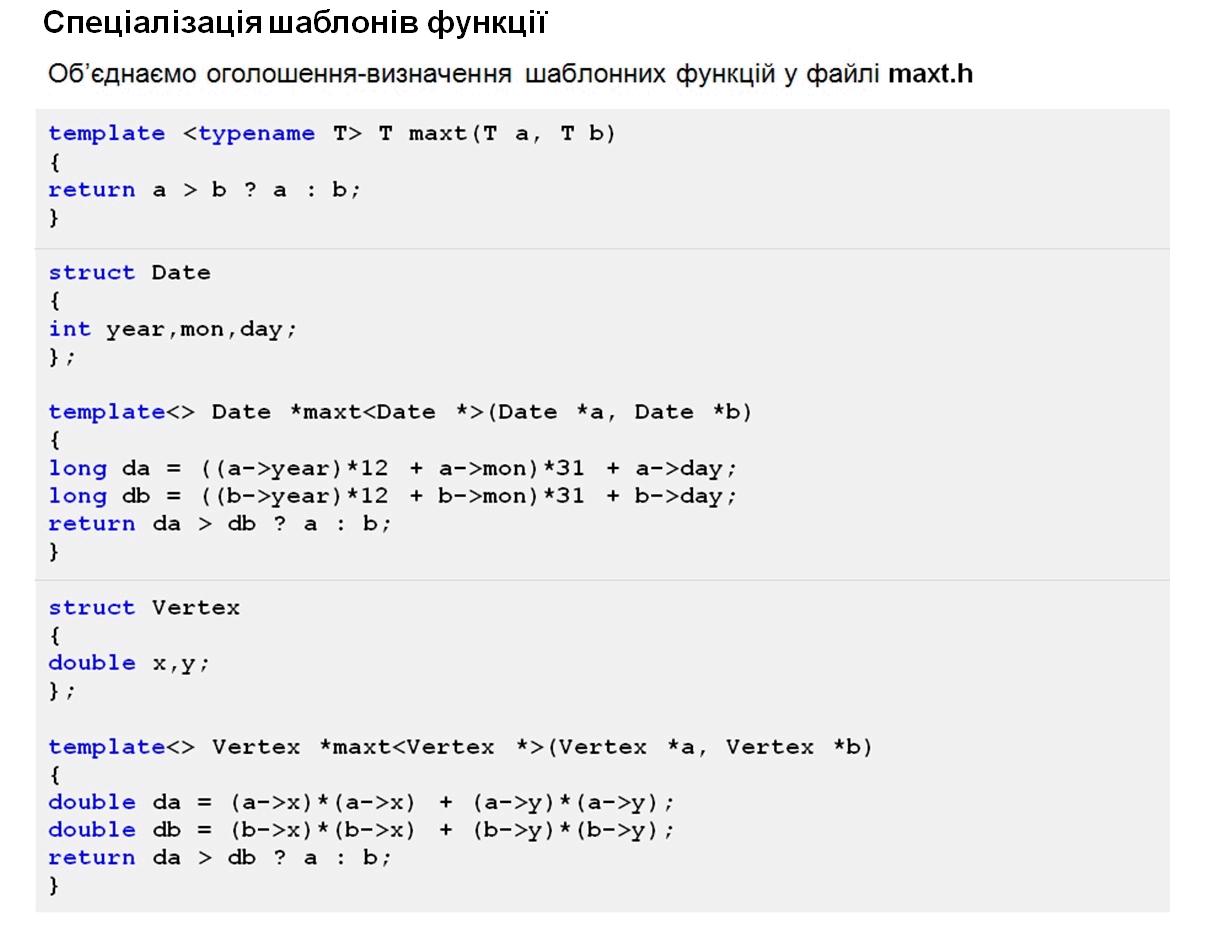 Спеціалізація шаблонів функції
Об’єднаємо оголошення-визначення шаблонних функцій у файлі maxt.h
template <typename T> T maxt(T a, T b)
{
return a > b ? a : b;
}
struct Date
{
int year,mon,day;
};
template<> Date *maxt<Date *>(Date *a, Date *b)
{
long da = ((a->year)*12 + a->mon)*31 + a->day;
long db = ((b->year)*12 + b->mon)*31 + b->day;
return da > db ? a : b;
}
struct Vertex
{
double x,y;
};
template<> Vertex *maxt<Vertex *>(Vertex *a, Vertex *b)
{
double da = (a->x)*(a->x) + (a->y)*(a->y);
double db = (b->x)*(b->x) + (b->y)*(b->y);
return da > db ? a : b;
}